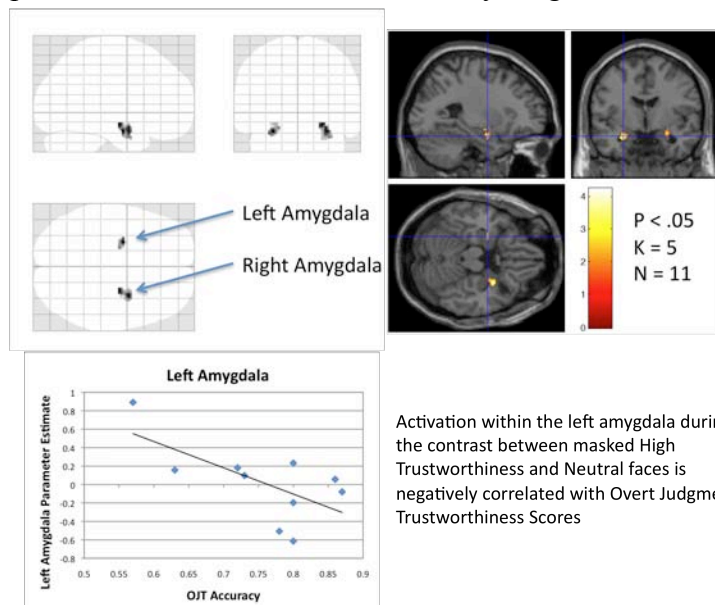 Left Amygdala
Right Amygdala
4
3
2
1
0
P < .05
K = 5
N = 11
Left Amygdala
Left Amygdala Parameter Estimate
1
0.8
0.6
0.4
0.2
0
-0.2
-0.4
-0.6
-0.8
0.5 0.55 0.6 0.65 0.7 0.75 0.8 0.85 0.9
OJT Accuracy
Activation within the left amygdala durin
the contrast between masked High
Trustworthiness and Neutral faces is
negatively correlated with Overt Judgme
Trustworthiness Scores